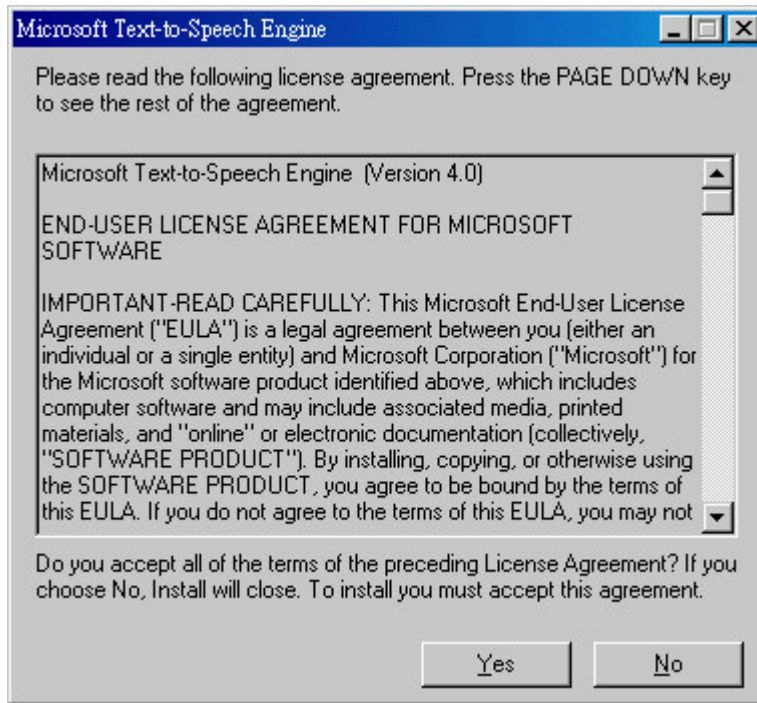 Microsoft Text-to-Speech Engine
Please read the following license agreement. Press the PAGE DOWN key
to see the rest of the agreement.
Microsoft Text-to-Speech Engine (Version 4.0)
END-USER LICENSE AGREEMENT FOR MICROSOFT
SOFTWARE
IMPORTANT-READ CAREFULLY: This Microsoft End-User License
Agreement ("EULA") is a legal agreement between you (either an
individual or a single entity) and Microsoft Corporation ("Microsoft") for
the Microsoft software product identified above, which includes
computer software and may include associated media, printed
materials, and "online" or electronic documentation (collectively,
"SOFTWARE PRODUCT"). By installing, copying, or otherwise using
the SOFTWARE PRODUCT, you agree to be bound by the terms of
this EULA. If you do not agree to the terms of this EULA, you may not
Do you accept all of the terms of the preceding License Agreement? If you
choose No, Install will close. To install you must accept this agreement.
Yes No